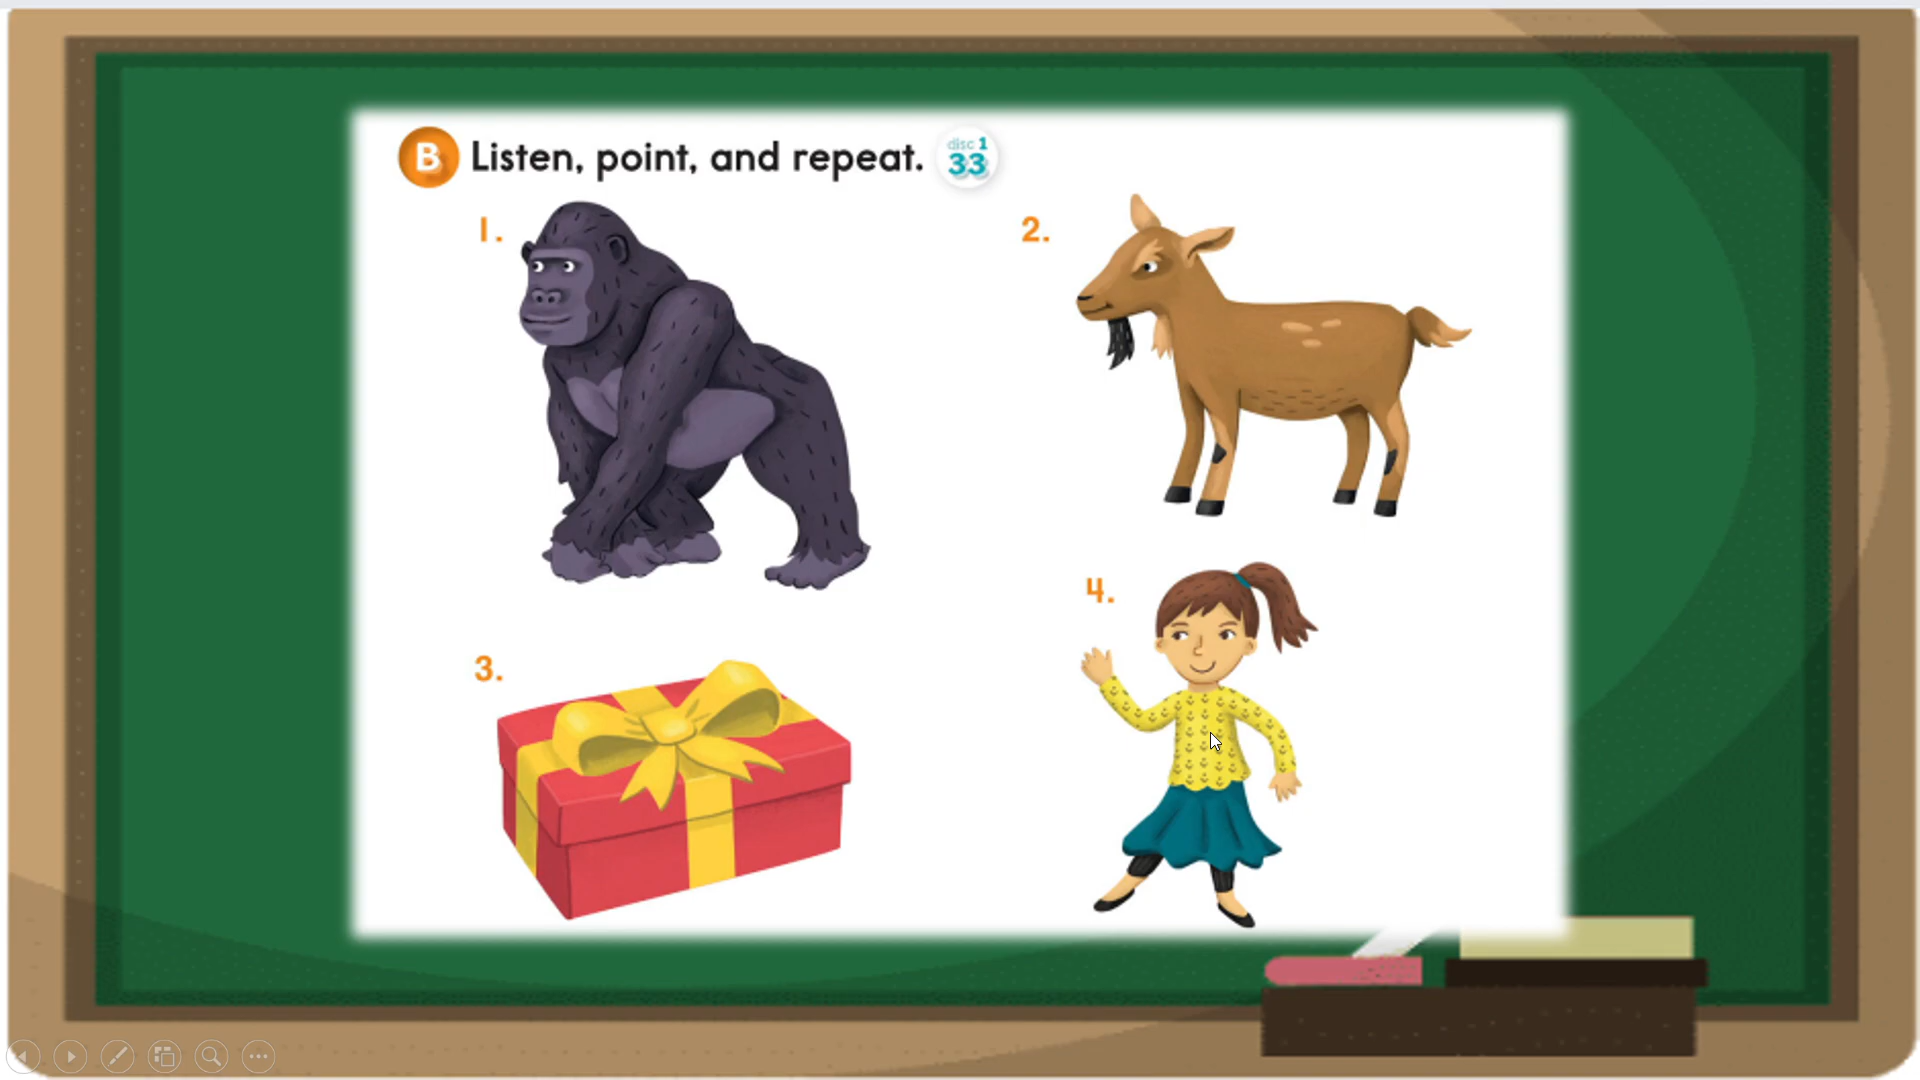 B Listen, point, and repeat. disc 1 33
1.
2.
3.
4.